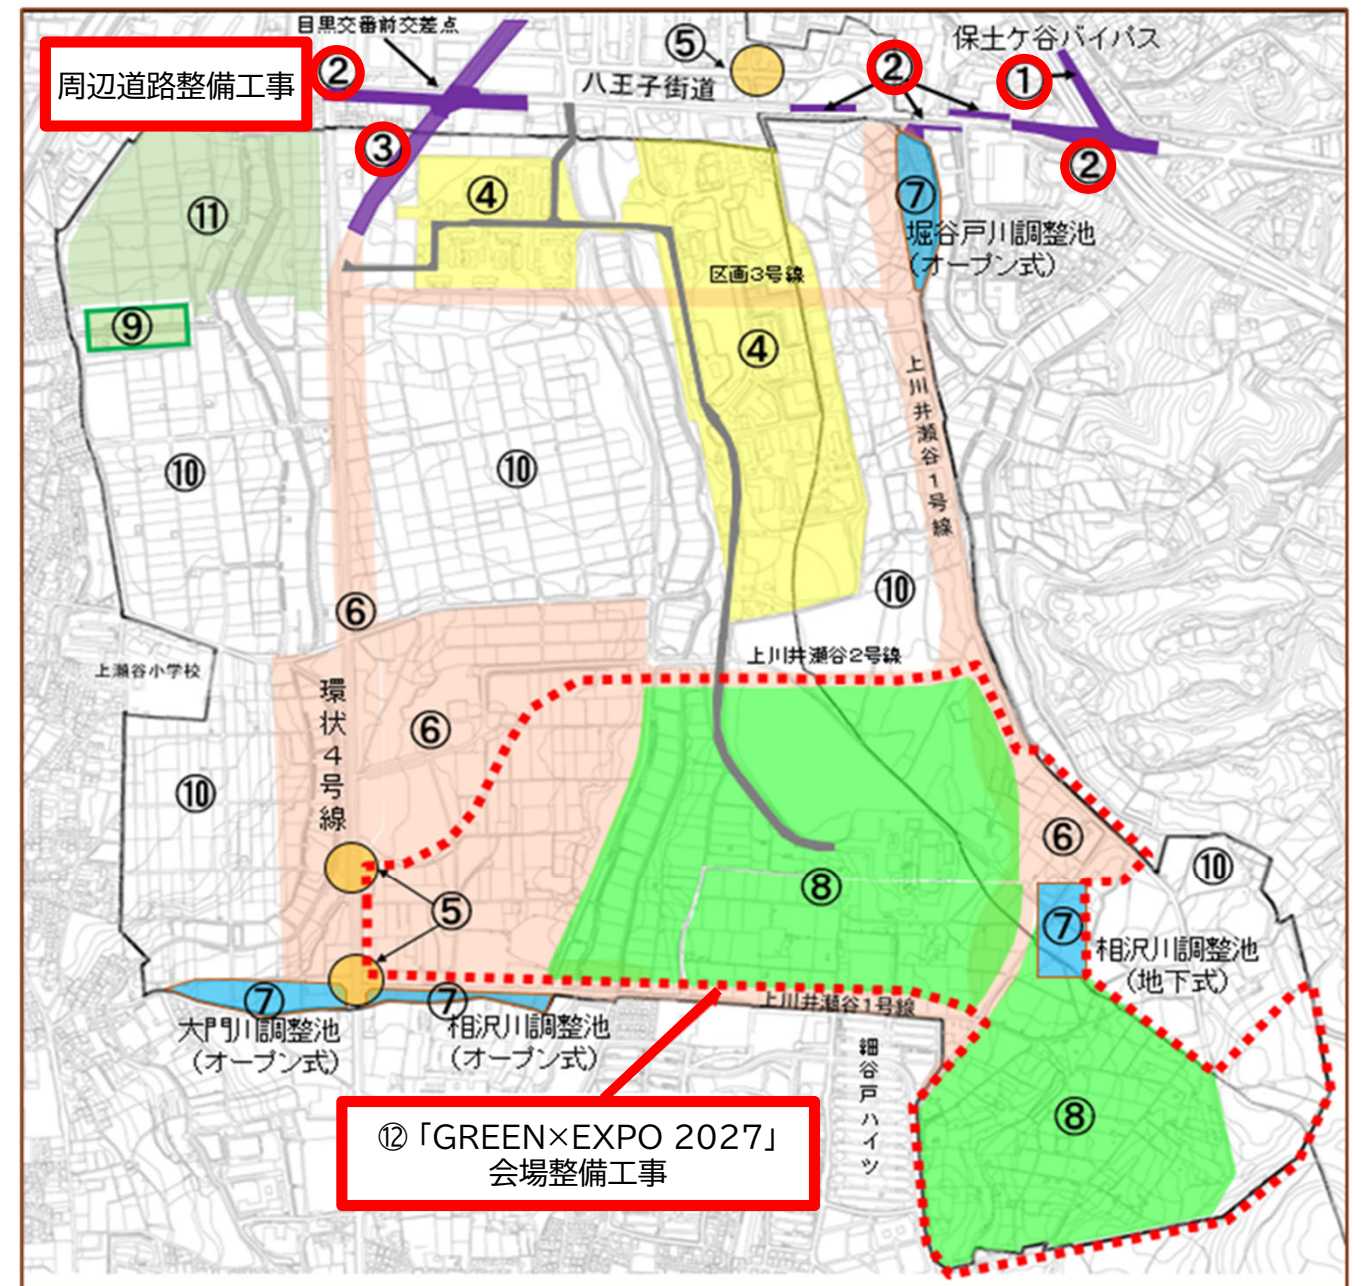 目黒交番前交差点
周辺道路整備工事
②
③
⑤
八王子街道
②
保土ケ谷バイパス
①
②
④
⑪
⑦
堀谷戸川調整池
(オープン式)
区画3号線
⑨
④
上川井瀬谷1号線
⑩
⑩
⑩
⑥
上川井瀬谷2号線
上瀬谷小学校
環状4号線
⑥
⑩
⑥
⑩
⑧
⑤
⑦
相沢川調整池
(地下式)
⑦
⑦
上川井瀬谷1号線
大門川調整池
(オープン式)
相沢川調整池
(オープン式)
細谷戸ハイツ
⑧
⑫「GREEN×EXPO 2027」
会場整備工事